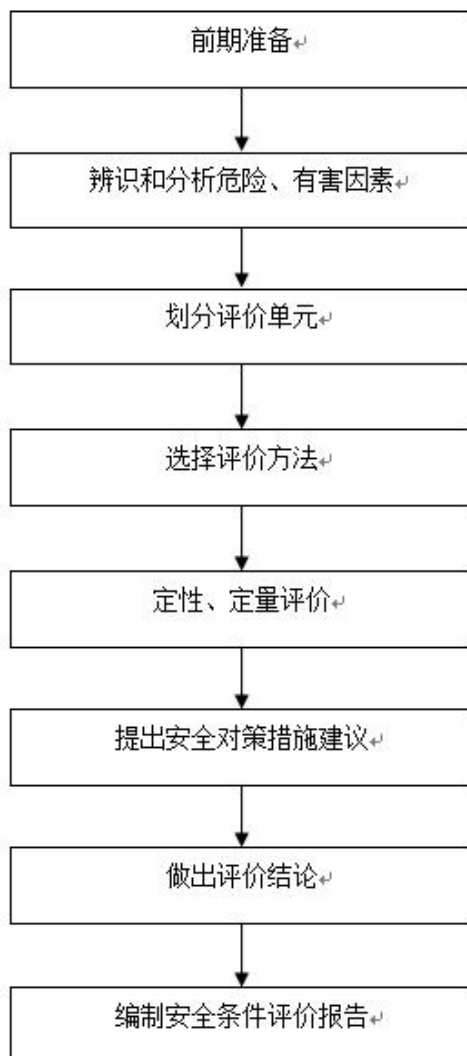 前期准备
辨识和分析危险、有害因素
划分评价单元
选择评价方法
定性、定量评价
提出安全对策措施建议
做出评价结论
编制安全条件评价报告